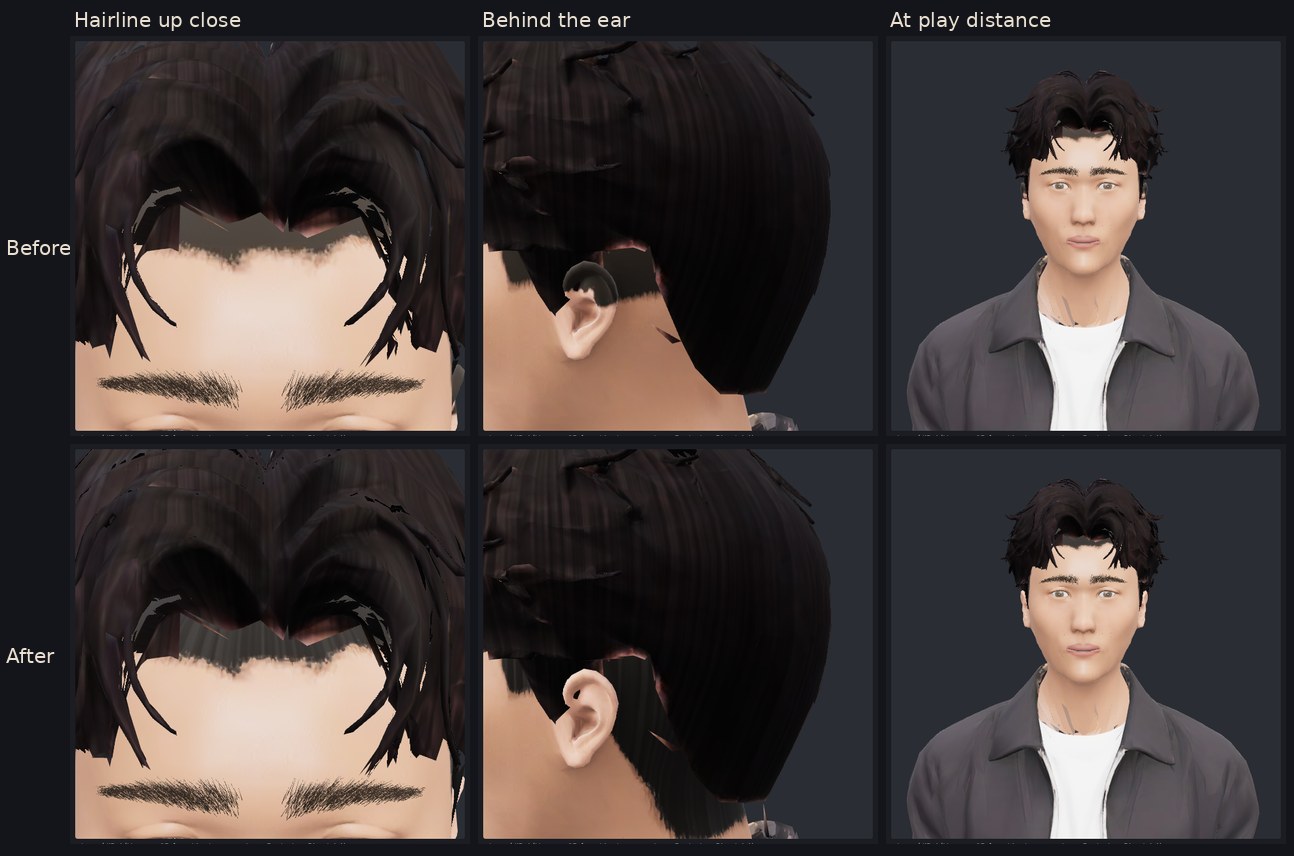 Hairline up close
Behind the ear
At play distance
Before
After